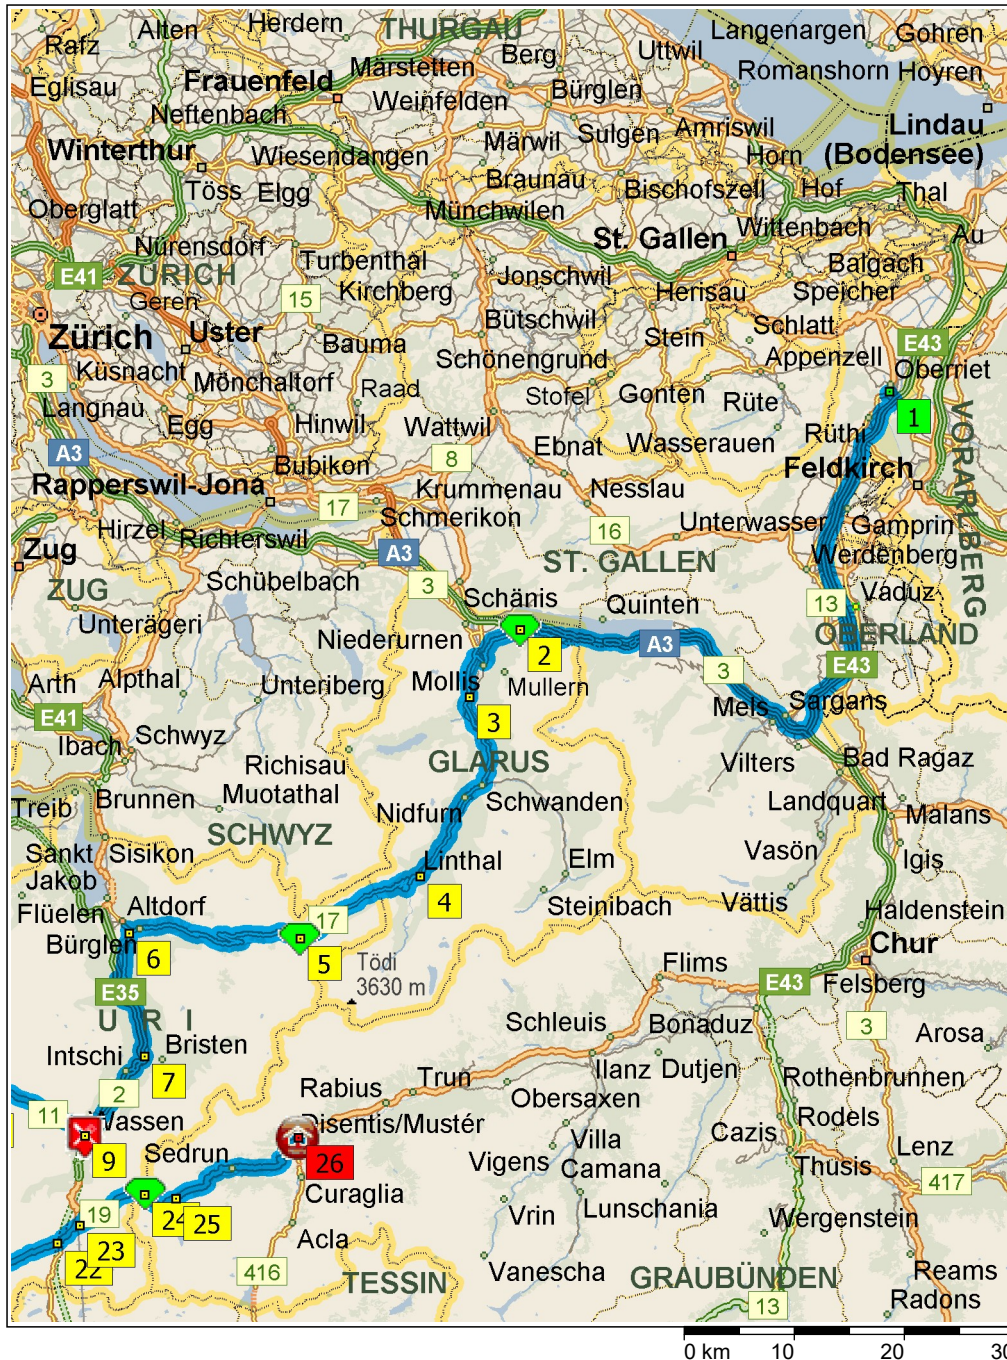 Alten Herdern THURGAU Langenargen Gohren
Rafz Berg Uttwil
Eglisau Märstetten Romanshorn Hoyren
Frauenfeld Bürglen
Neftenbach Weinfelden Lindau
Winterthur Wiesendangen Märwil Sulgen Amriswil (Bodensee)
Töss Elgg Braunau Horn
Oberglatt Münchwilen Bischofszell Hof Thal
Nürensdorf St. Gallen Wittenbach Au
E41 ZÜRICH Turbenthal Jonschwil Balgach
Geren 15 Kirchberg Herisau Speicher
Zürich Uster Bütschwil Stein Schlatt E43
3 Küsnacht Bauma Schönengrund Appenzell Oberriet
Mönchaltorf Raad Stofel Gonten Rüte
Langnau Egg Hinwil Wattwil 1
A3 Bubikon 8 Ebnat Wasserauen Rüthi VORARLBERG
Rapperswil-Jona Krummenau Nesslau Feldkirch
17 Schmerikon Unterwasser Gamprin
Hirzel Richterswil 16
Zug A3 ST. GALLEN Werdenberg
ZUG Schübelbach 3 Schänis Quinten 13 Vaduz
Unterägeri Niederurnen 2 A3 OBERLAND
Arth Alpthal Unteriberg Mollis Mullern 3 E43
E41 3 Mels Sargans
Ibach Schwyz GLARUS Vilters Bad Ragaz
Richisau
Treib Brunnen Muotathal Nidfurn Schwanden Landquart Malans
SCHWYZ
Sankt Jakob Sisikon Linthal Elm Vasön Igis
Flüelen Altdorf 17 4 Steinibach Vättis Haldenstein
Bürglen 6 5 Tödi Chur
3630 m Flims
E35 E43 Felsberg
URI Schleuis Bonaduz 3 Arosa
Intschi Bristen
7 Trun Ilanz Dutjen Rothenbrunnen
2 Rabius Obersaxen
11 Wassen Disentis/Mustér Rodels
9 Sedrun 26 Villa Cazis Lenz
Vigens Camana Thusis 417
Curaglia Lunschania
19 24 25 Vrin Wergenstein
23 Acla
22 416 TESSIN Vanescha GRAUBÜNDEN Reams
13 Radons
0 km 10 20 30